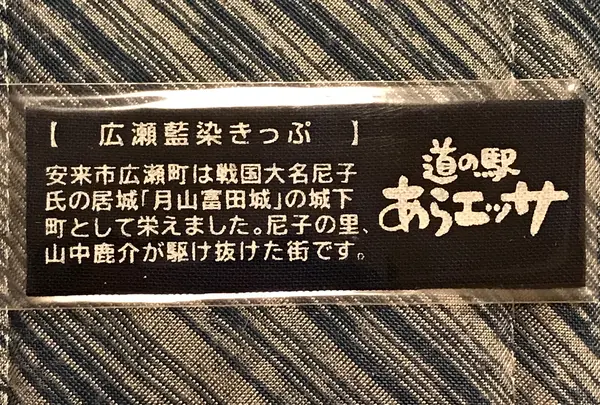 【 広瀬藍染きっぷ 】
安来市広瀬町は戦国大名尼子
氏の居城「月山富田城」の城下
町として栄えました。尼子の里、
山中鹿介が駆け抜けた街です。
道の駅
あらエッサ